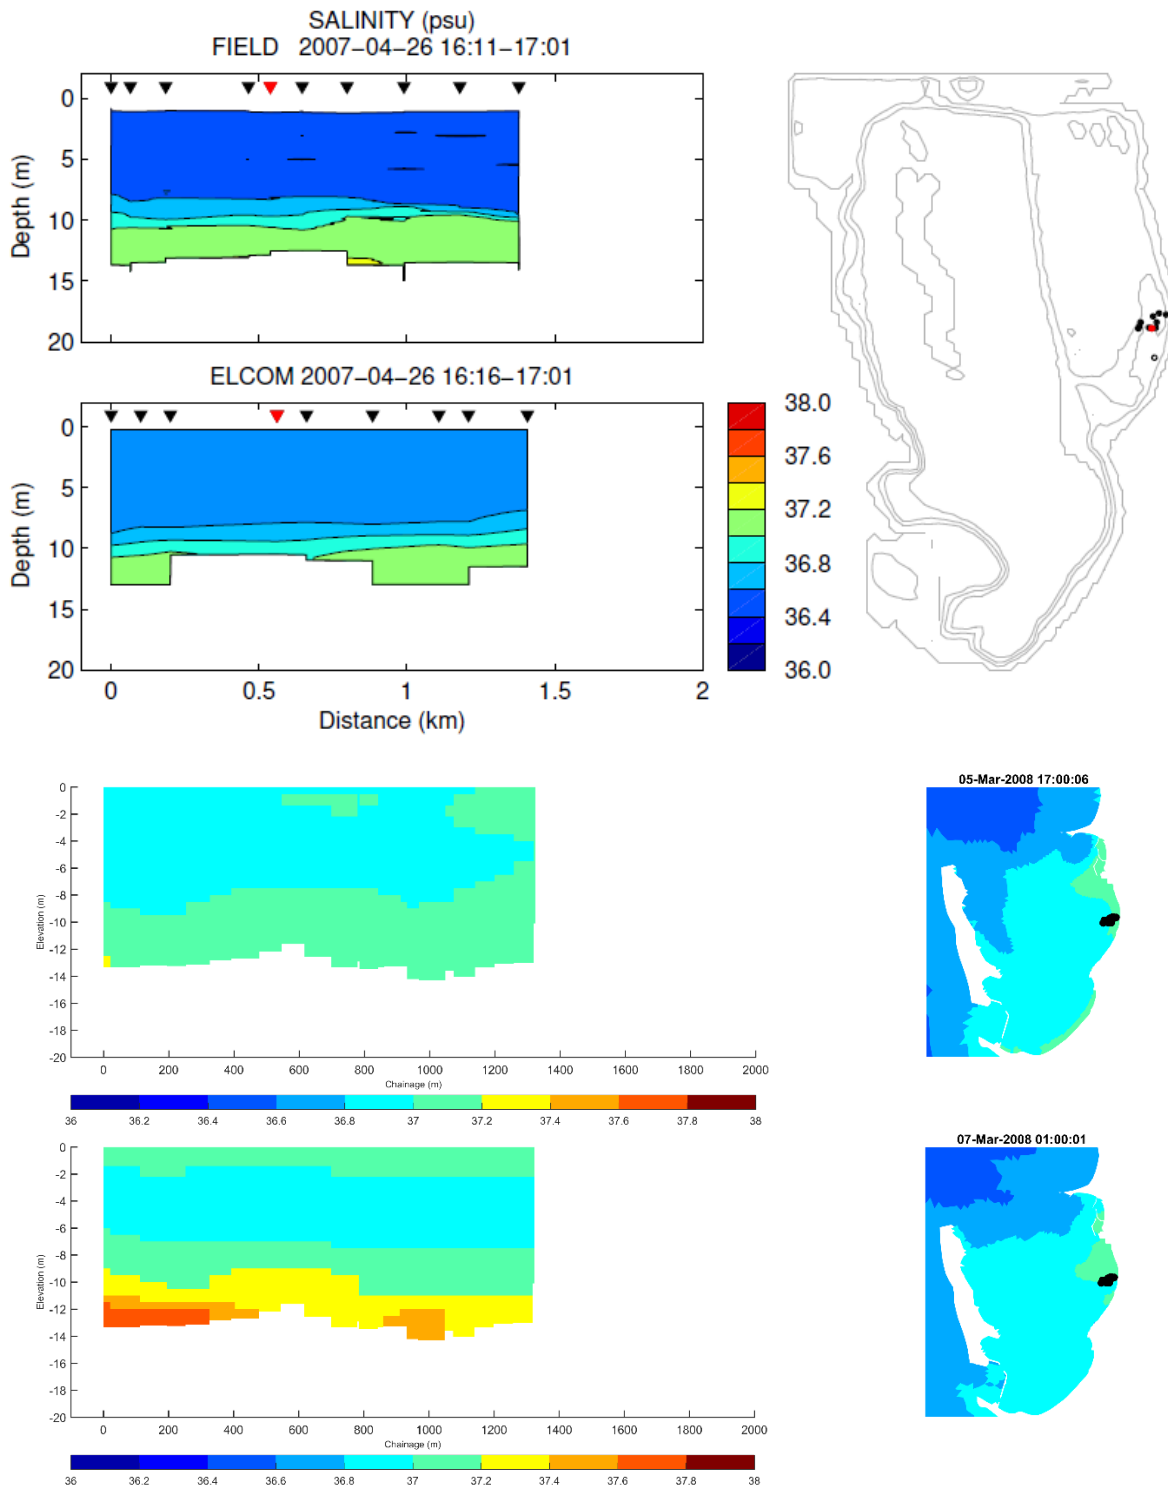 SALINITY (psu)
FIELD 2007-04-26 16:11-17:01
0
5
10
15
20
Depth (m)
ELCOM 2007-04-26 16:16-17:01
0
5
10
15
20
Depth (m)
0 0.5 1 1.5 2
Distance (km)
38.0
37.6
37.2
36.8
36.4
36.0
05-Mar-2008 17:00:06
0
-2
-4
-6
-8
-10
-12
-14
-16
-18
-20
Elevation (m)
0 200 400 600 800 1000 1200 1400 1600 1800 2000
Chainage (m)
36 36.2 36.4 36.6 36.8 37 37.2 37.4 37.6 37.8 38
07-Mar-2008 01:00:01
0
-2
-4
-6
-8
-10
-12
-14
-16
-18
-20
Elevation (m)
0 200 400 600 800 1000 1200 1400 1600 1800 2000
Chainage (m)
36 36.2 36.4 36.6 36.8 37 37.2 37.4 37.6 37.8 38